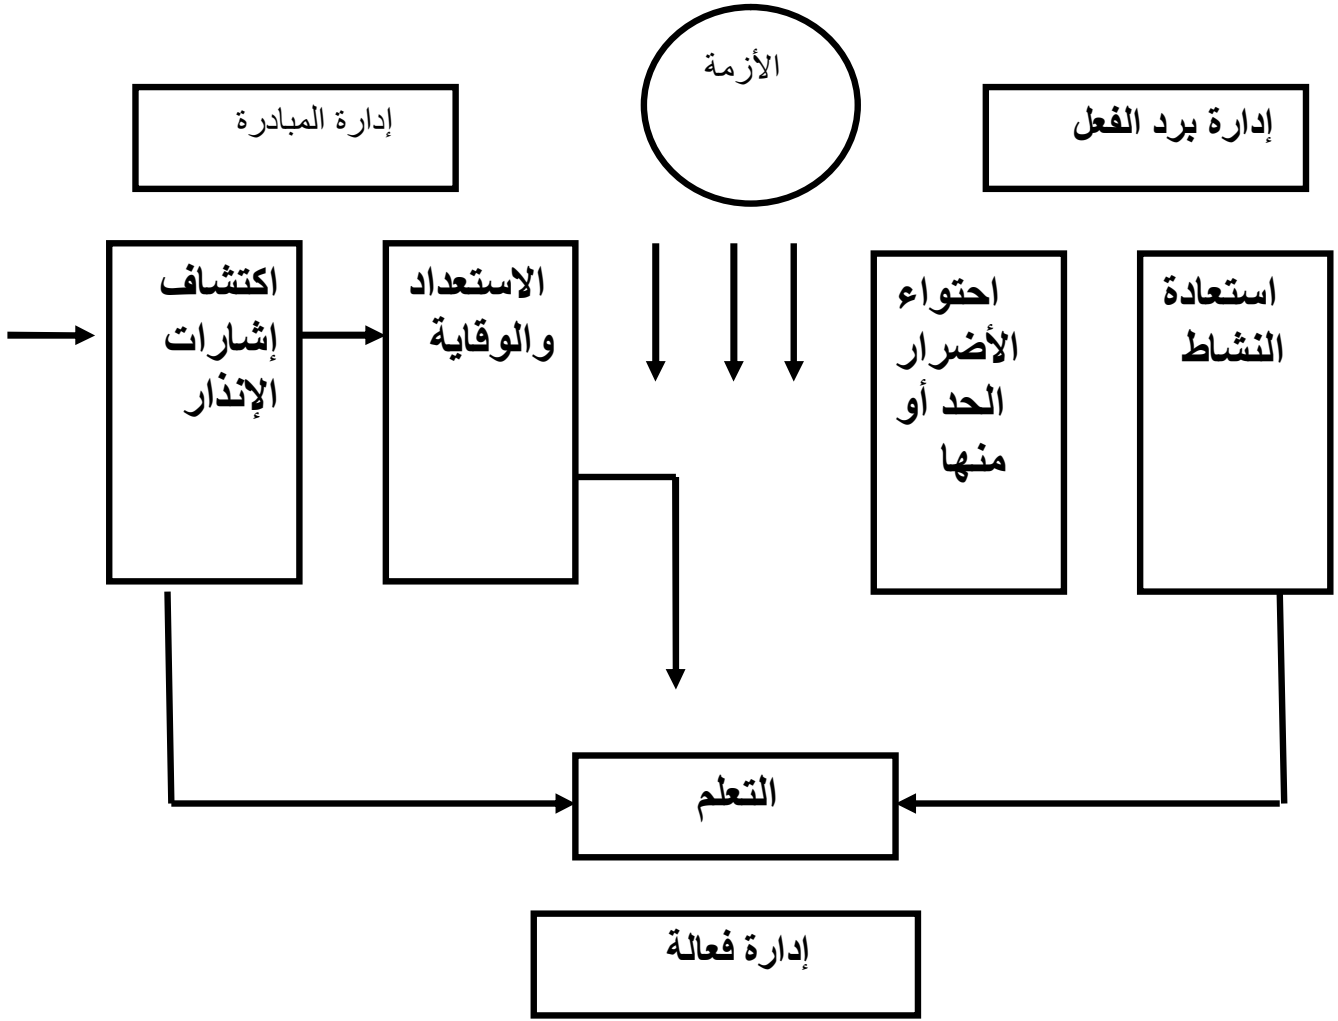 الأزمة
إدارة المبادرة
إدارة برد الفعل
اكتشاف
إشارات
الإنذار
الاستعداد
والوقاية
احتواء
الأضرار
الحد أو
منها
استعادة
النشاط
التعلم
إدارة فعالة